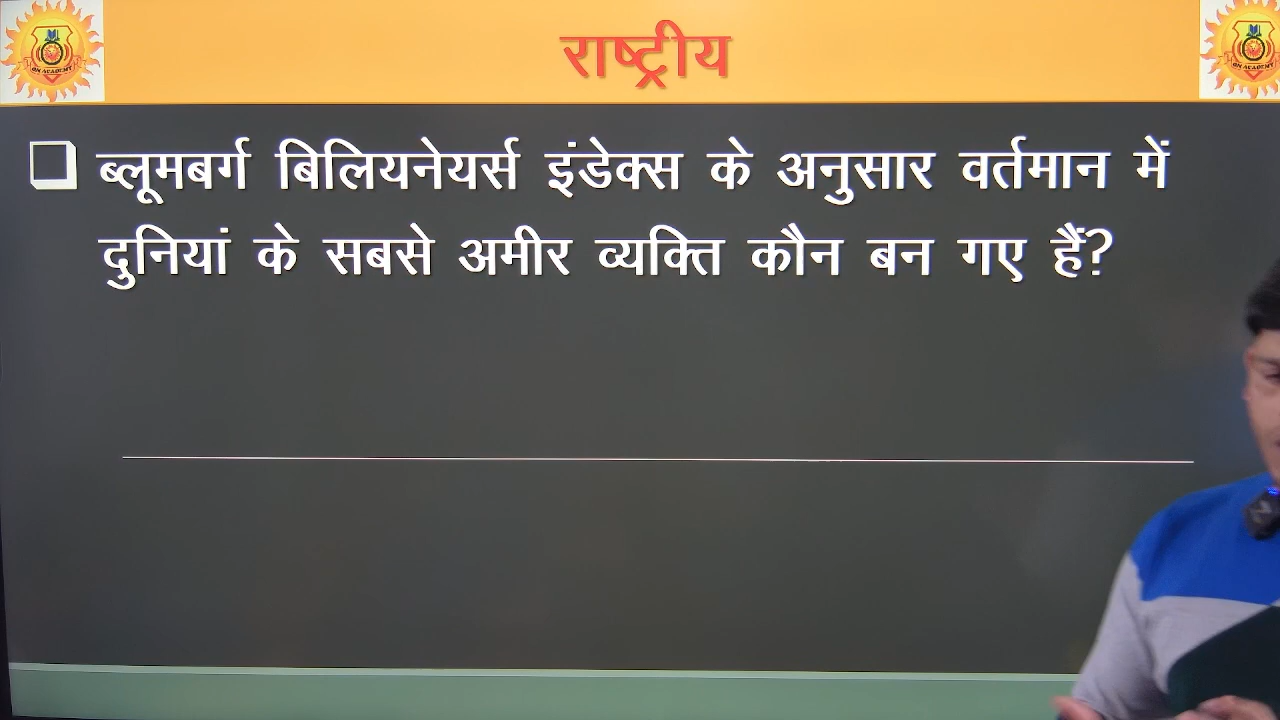 राष्ट्रीय
ब्लूमबर्ग बिलियनेयर्स इंडेक्स के अनुसार वर्तमान में
दुनियां के सबसे अमीर व्यक्ति कौन बन गए हैं?